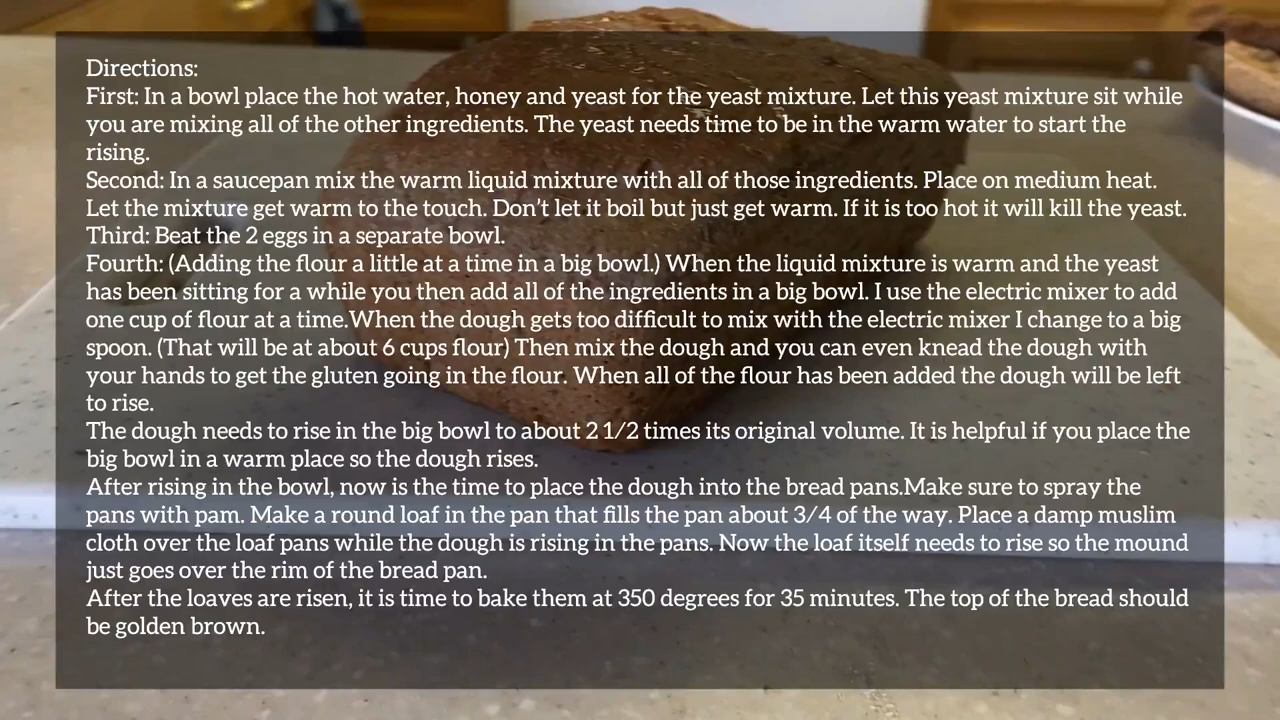 Directions:
First: In a bowl place the hot water, honey and yeast for the yeast mixture. Let this yeast mixture sit while
you are mixing all of the other ingredients. The yeast needs time to be in the warm water to start the
rising.
Second: In a saucepan mix the warm liquid mixture with all of those ingredients. Place on medium heat.
Let the mixture get warm to the touch. Don’t let it boil but just get warm. If it is too hot it will kill the yeast.
Third: Beat the 2 eggs in a separate bowl.
Fourth: (Adding the flour a little at a time in a big bowl.) When the liquid mixture is warm and the yeast
has been sitting for a while you then add all of the ingredients in a big bowl. I use the electric mixer to add
one cup of flour at a time.When the dough gets too difficult to mix with the electric mixer I change to a big
spoon. (That will be at about 6 cups flour) Then mix the dough and you can even knead the dough with
your hands to get the gluten going in the flour. When all of the flour has been added the dough will be left
to rise.
The dough needs to rise in the big bowl to about 2 1/2 times its original volume. It is helpful if you place the
big bowl in a warm place so the dough rises.
After rising in the bowl, now is the time to place the dough into the bread pans.Make sure to spray the
pans with pam. Make a round loaf in the pan that fills the pan about 3/4 of the way. Place a damp muslim
cloth over the loaf pans while the dough is rising in the pans. Now the loaf itself needs to rise so the mound
just goes over the rim of the bread pan.
After the loaves are risen, it is time to bake them at 350 degrees for 35 minutes. The top of the bread should
be golden brown.